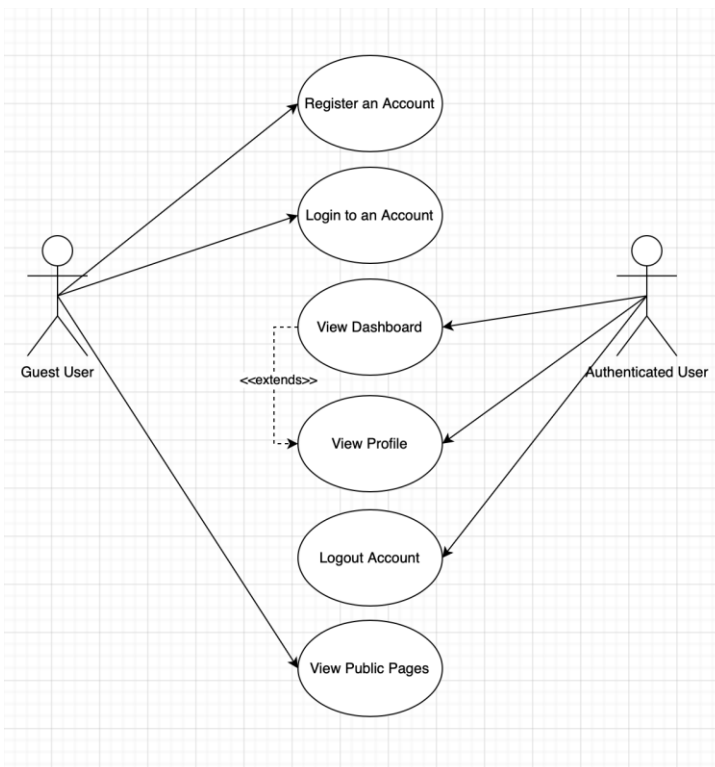 Register an Account
Login to an Account
View Dashboard
Guest User
Authenticated User
<<extends>>
View Profile
Logout Account
View Public Pages